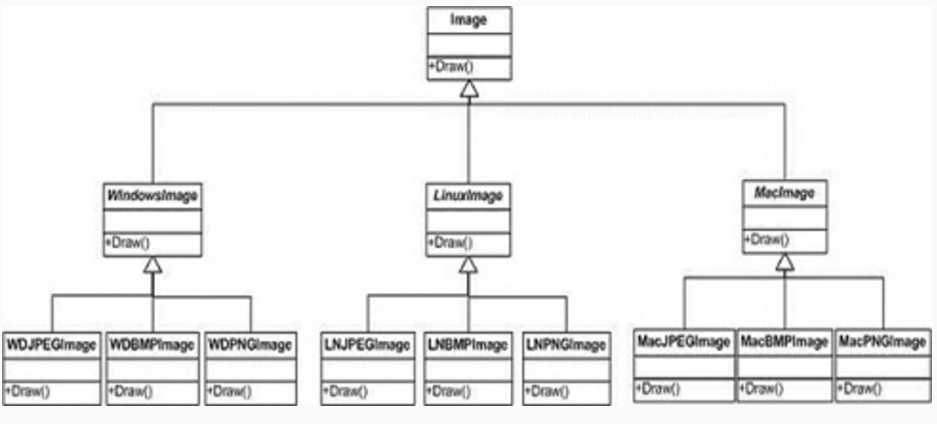 Image
+Draw()
WindowsImage
+Draw()
LinuxImage
+Draw()
MacImage
+Draw()
WDJPEGImage
+Draw()
WDBMPImage
+Draw()
WDPNGImage
+Draw()
LNJPEGImage
+Draw()
LNBMPImage
+Draw()
LNPNGImage
+Draw()
MacJPEGImage
+Draw()
MacBMPImage
+Draw()
MacPNGImage
+Draw()